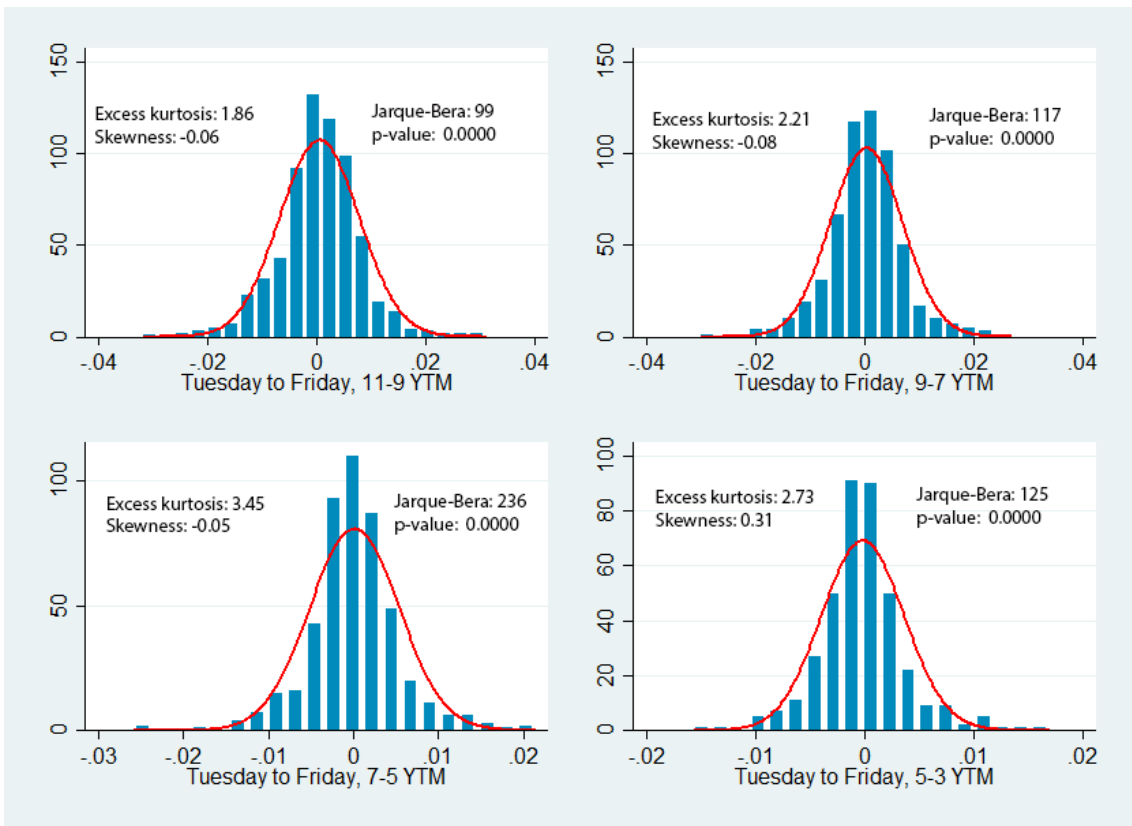 150
100
50
0
Excess kurtosis: 1.86
Skewness: -0.06
Jarque-Bera: 99
p-value: 0.0000
-.04 -.02 0 .02 .04
Tuesday to Friday, 11-9 YTM
150
100
50
0
Excess kurtosis: 2.21
Skewness: -0.08
Jarque-Bera: 117
p-value: 0.0000
-.04 -.02 0 .02 .04
Tuesday to Friday, 9-7 YTM
100
50
0
Excess kurtosis: 3.45
Skewness: -0.05
Jarque-Bera: 236
p-value: 0.0000
-.03 -.02 -.01 0 .01 .02
Tuesday to Friday, 7-5 YTM
100
80
60
40
20
0
Excess kurtosis: 2.73
Skewness: 0.31
Jarque-Bera: 125
p-value: 0.0000
-.02 -.01 0 .01 .02
Tuesday to Friday, 5-3 YTM